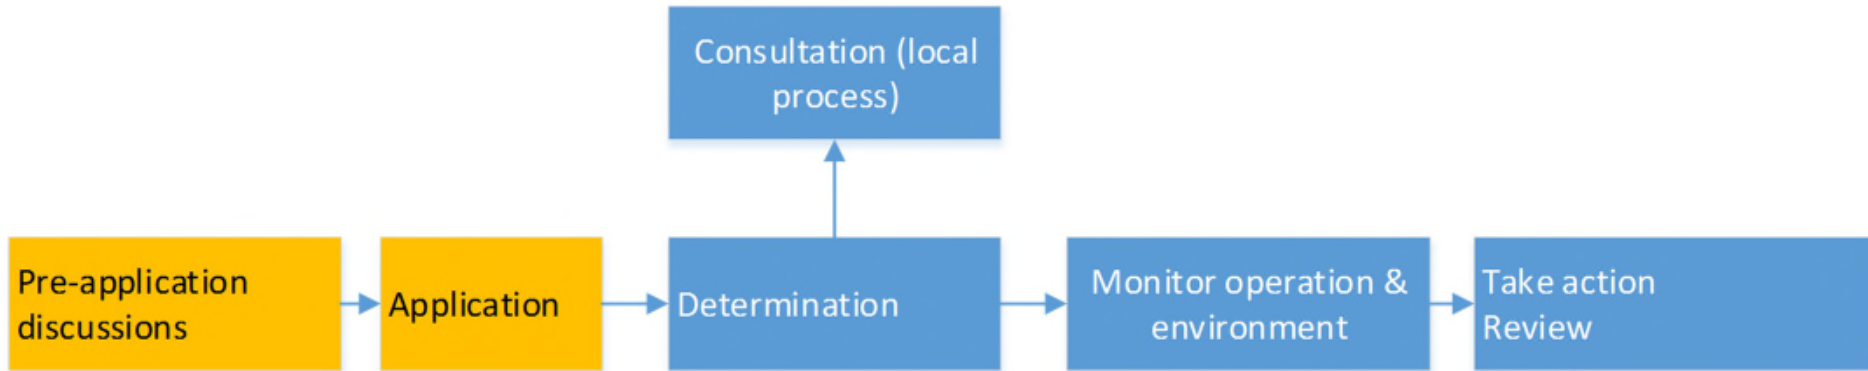 Consultation (local
process)
Pre-application
discussions
Application
Determination
Monitor operation &
environment
Take action
Review